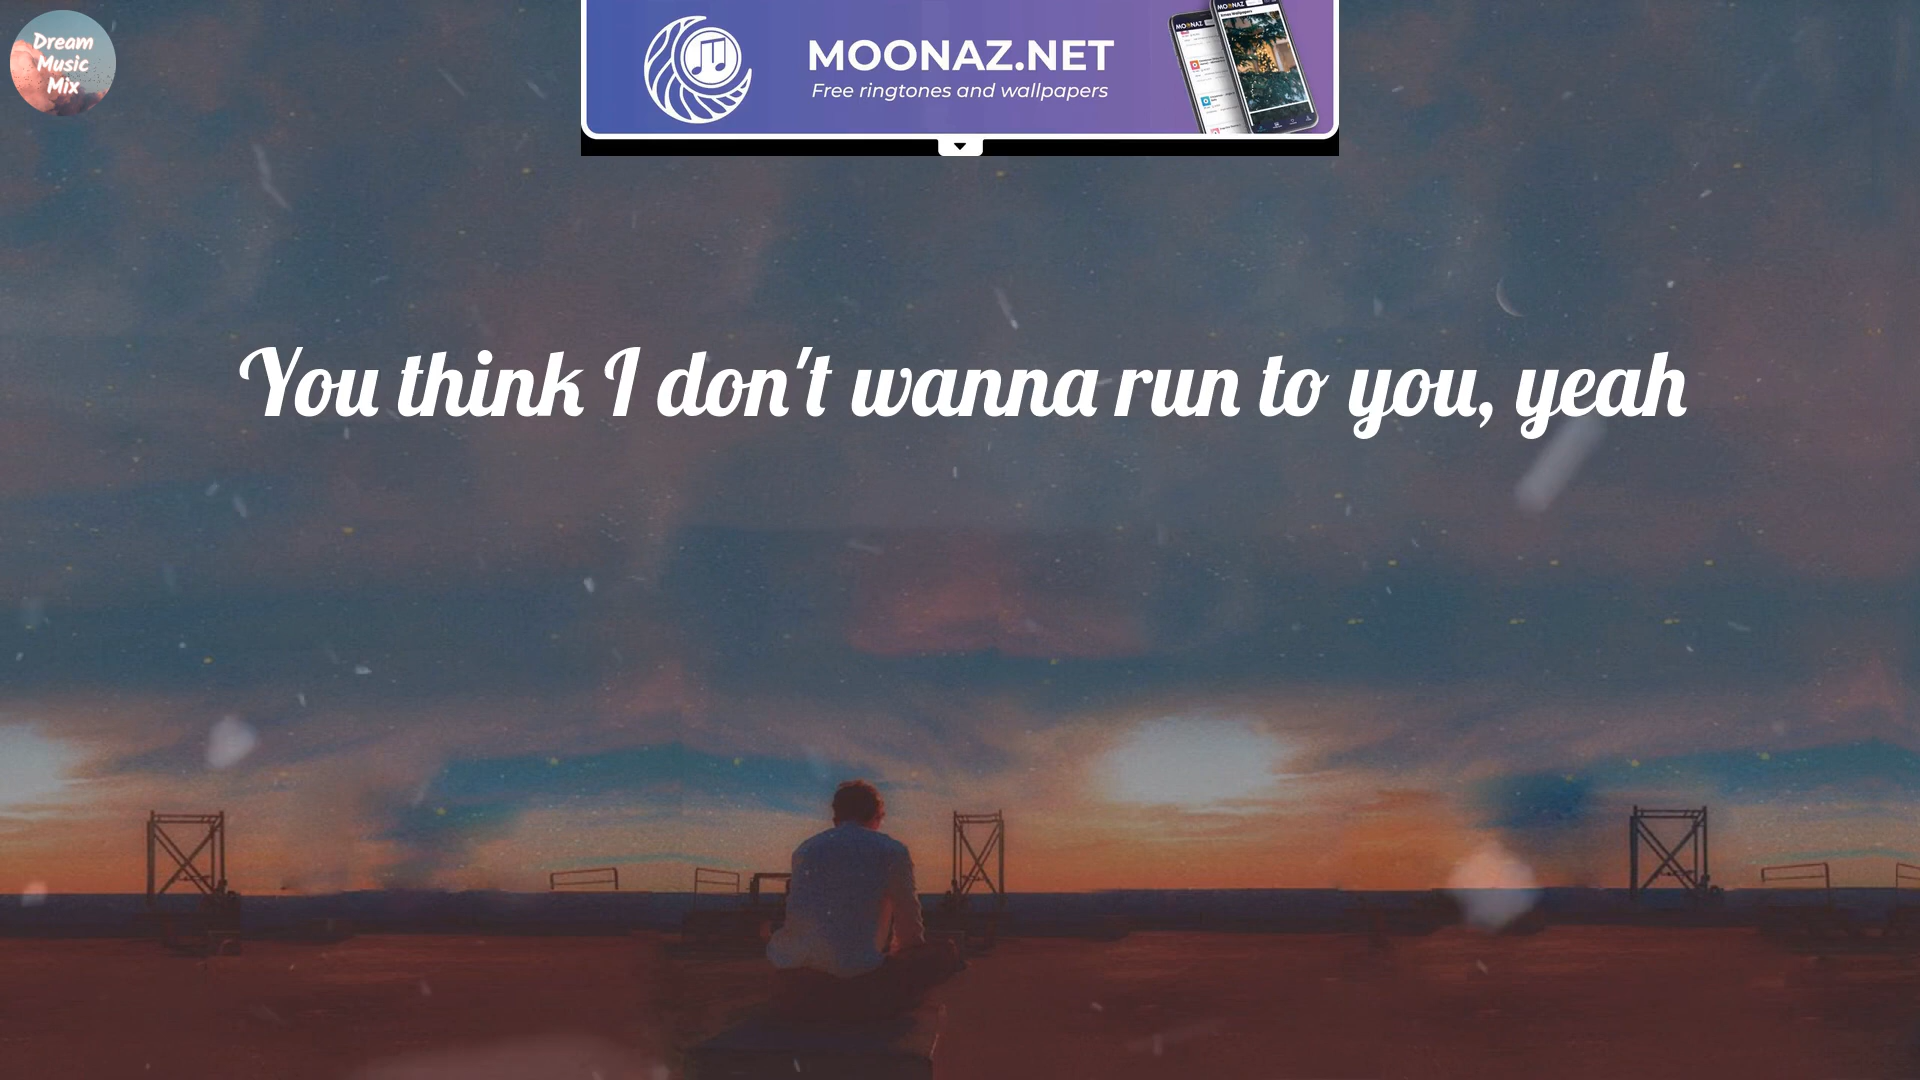 Dream
Music
Mix
MOONAZ.NET
Free ringtones and wallpapers
You think I don't wanna run to you, yeah